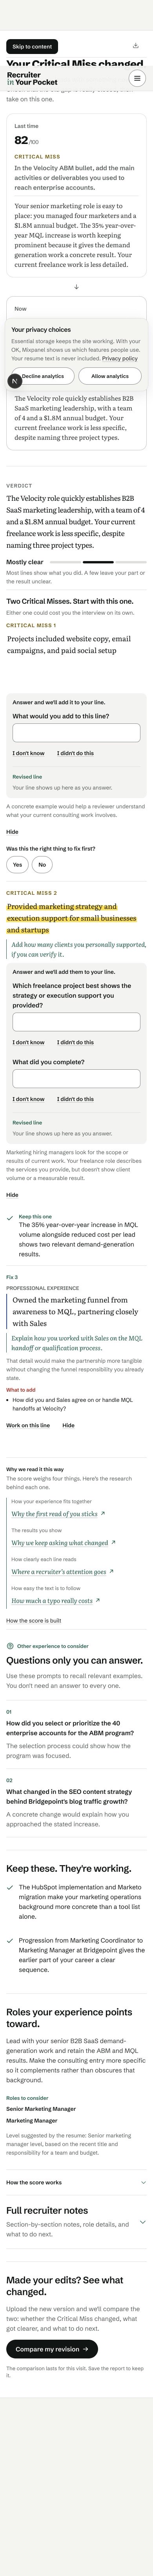 Skip to content
Your Critical Miss changed
Recruiter
in Your Pocket
take on this.
Last time
82/100
CRITICAL MISS
In the Velocity ABM bullet, add the main
activities or deliverables you used to
reach enterprise accounts.
Your senior marketing role is easy to
place: you managed four marketers and a
$1.8M annual budget. The 35% year-over-
year MQL increase is worth keeping
prominent because it gives the demand
generation work a concrete result. Your
current freelance work is less detailed.
Now
Your privacy choices
Essential storage keeps the site working. With your
OK, Mixpanel shows us which features people use.
Your resume text is never included. Privacy policy
Decline analytics
Allow analytics
The Velocity role quickly establishes B2B
SaaS marketing leadership, with a team
of 4 and a $1.8M annual budget. Your
current freelance work is less specific,
despite naming three project types.
VERDICT
The Velocity role quickly establishes B2B
SaaS marketing leadership, with a team of 4
and a $1.8M annual budget. Your current
freelance work is less specific, despite
naming three project types.
Mostly clear
Most lines show what you did. A few leave your part or
the result unclear.
Two Critical Misses. Start with this one.
Either one could cost you the interview on its own.
CRITICAL MISS 1
Projects included website copy, email
campaigns, and paid social setup
Answer and we'll add it to your line.
What would you add to this line?
I don't know
I didn't do this
Revised line
Your line shows up here as you answer.
A concrete example would help a reviewer understand
what your current consulting work involves.
Hide
Was this the right thing to fix first?
Yes
No
CRITICAL MISS 2
Provided marketing strategy and
execution support for small businesses
and startups
Add how many clients you personally supported,
if you can verify it.
Answer and we'll add them to your line.
Which freelance project best shows the
strategy or execution support you
provided?
I don't know
I didn't do this
What did you complete?
I don't know
I didn't do this
Revised line
Your line shows up here as you answer.
Marketing hiring managers look for the scope or
results of current work. Your freelance role describes
the services you provide, but doesn't show client
volume or a measurable result.
Hide
Keep this one
The 35% year-over-year increase in MQL
volume alongside reduced cost per lead
shows two relevant demand-generation
results.
Fix 3
PROFESSIONAL EXPERIENCE
Owned the marketing funnel from
awareness to MQL, partnering closely
with Sales
Explain how you worked with Sales on the MQL
handoff or qualification process.
That detail would make the partnership more tangible
without changing the funnel responsibility you already
state.
What to add
How did you and Sales agree on or handle MQL
handoffs at Velocity?
Work on this line
Hide
Why we read it this way
The score weighs four things. Here's the research
behind each one.
How your experience fits together
Why the first read of you sticks ↗
The results you show
Why we keep asking what changed ↗
How clearly each line reads
Where a recruiter's attention goes ↗
How easy the text is to follow
How much a typo really costs ↗
How the score is built
Other experience to consider
Questions only you can answer.
Use these prompts to recall relevant examples.
You don't need an answer to every one.
01
How did you select or prioritize the 40
enterprise accounts for the ABM program?
The selection process could show how the
program was focused.
02
What changed in the SEO content strategy
behind Bridgepoint's blog traffic growth?
A concrete change would explain how you
approached the stated increase.
Keep these. They're working.
The HubSpot implementation and Marketo
migration make your marketing operations
background more concrete than a tool list
alone.
Progression from Marketing Coordinator to
Marketing Manager at Bridgepoint gives the
earlier part of your career a clear
sequence.
Roles your experience points
toward.
Lead with your senior B2B SaaS demand-
generation work and retain the ABM and MQL
results. Make the consulting entry more specific
so it complements rather than obscures that
background.
Roles to consider
Senior Marketing Manager
Marketing Manager
Level suggested by the resume: Senior marketing
manager level, based on the recent title and
responsibility for a team and budget.
How the score works
Full recruiter notes
Section-by-section notes, role details, and
what to do next.
Made your edits? See what
changed.
Upload the new version and we'll compare the
two: whether the Critical Miss changed, what
got clearer, and what to do next.
Compare my revision →
The comparison lasts for this visit. Save the report to keep
it.